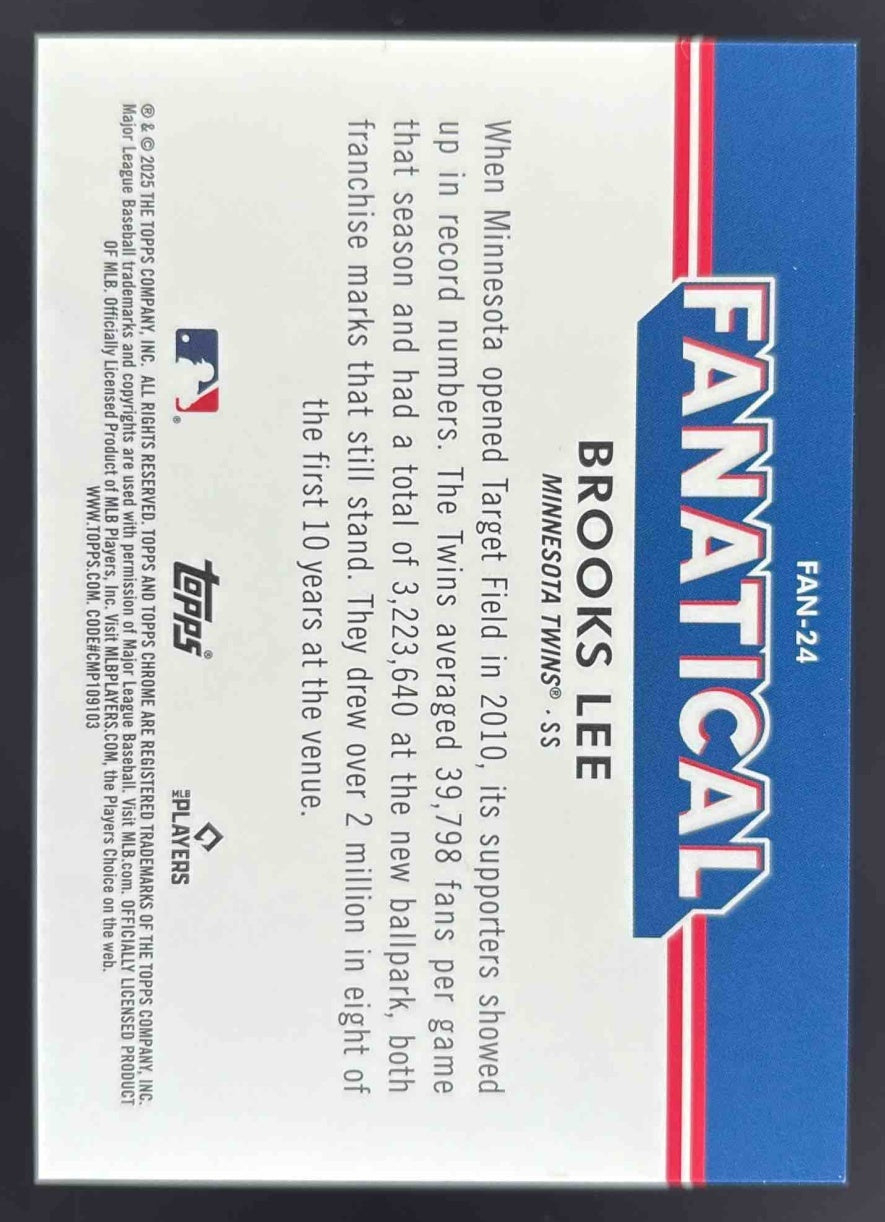 FAN-24
FANATICAL
BROOKS LEE
MINNESOTA TWINS® · SS
When Minnesota opened Target Field in 2010, its supporters showed
up in record numbers. The Twins averaged 39,798 fans per game
that season and had a total of 3,223,640 at the new ballpark, both
franchise marks that still stand. They drew over 2 million in eight of
the first 10 years at the venue.
®
topps®
MLB PLAYERS
® & © 2025 THE TOPPS COMPANY, INC. ALL RIGHTS RESERVED. TOPPS AND TOPPS CHROME ARE REGISTERED TRADEMARKS OF THE TOPPS COMPANY, INC.
Major League Baseball trademarks and copyrights are used with permission of Major League Baseball. Visit MLB.com. OFFICIALLY LICENSED PRODUCT
OF MLB. Officially Licensed Product of MLB Players, Inc. Visit MLBPLAYERS.COM, the Players Choice on the web.
WWW.TOPPS.COM. CODE#CMP109103